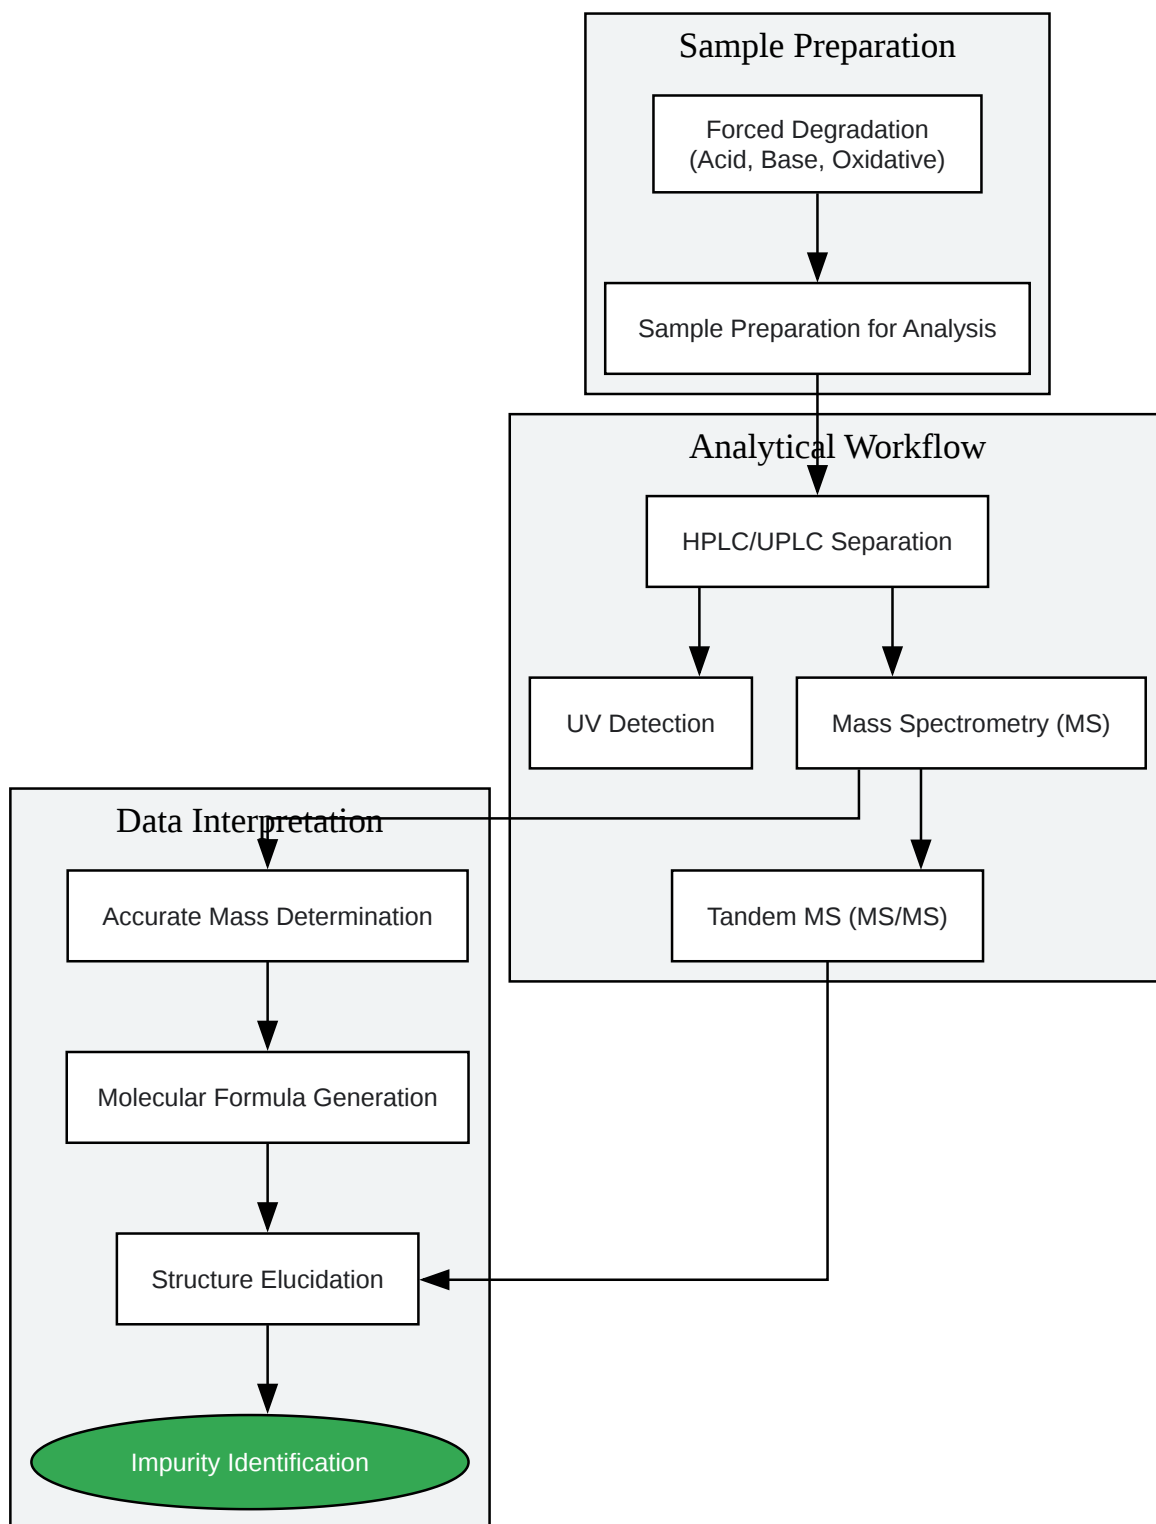 Sample Preparation
Forced Degradation
(Acid, Base, Oxidative)
Sample Preparation for Analysis
Analytical Workflow
HPLC/UPLC Separation
UV Detection
Mass Spectrometry (MS)
Tandem MS (MS/MS)
Data Interpretation
Accurate Mass Determination
Molecular Formula Generation
Structure Elucidation
Impurity Identification